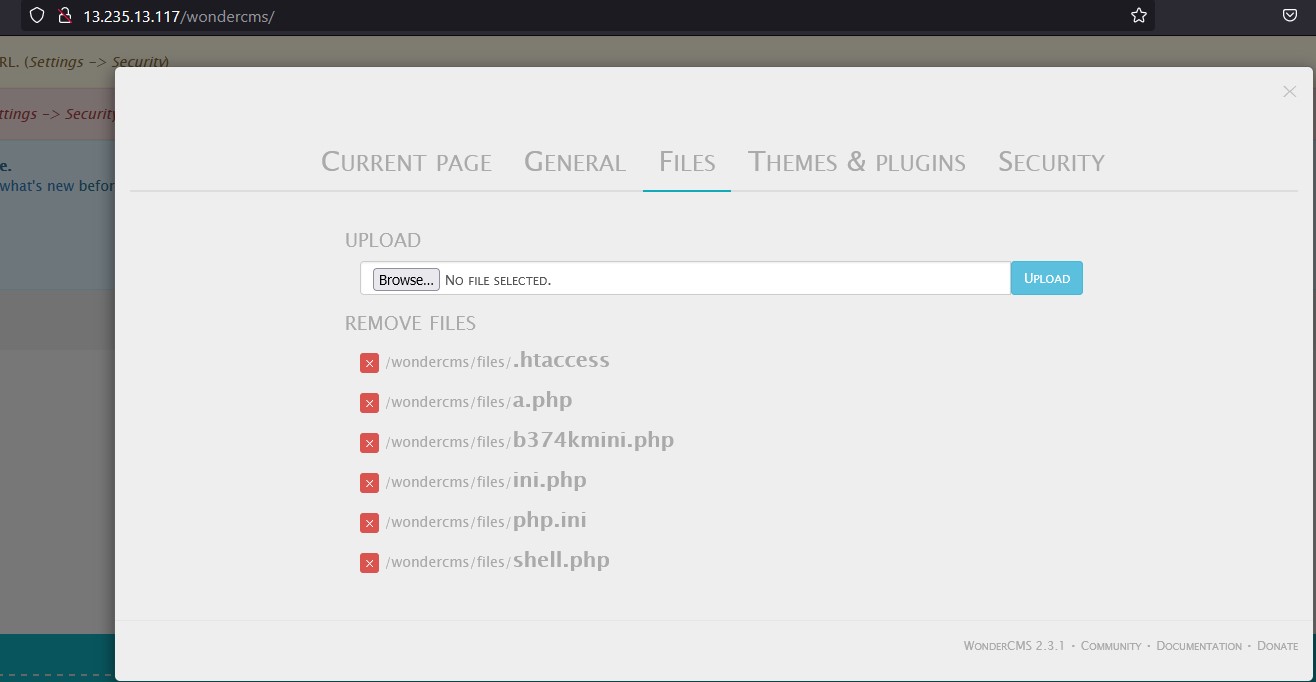 13.235.13.117/wondercms/
RL. (Settings -> Security)
ttings -> Security
e.
what's new befor
Current page General Files Themes & plugins Security
UPLOAD
Browse... No file selected. Upload
REMOVE FILES
/wondercms/files/.htaccess
/wondercms/files/a.php
/wondercms/files/b374kmini.php
/wondercms/files/ini.php
/wondercms/files/php.ini
/wondercms/files/shell.php
WonderCMS 2.3.1 · Community · Documentation · Donate